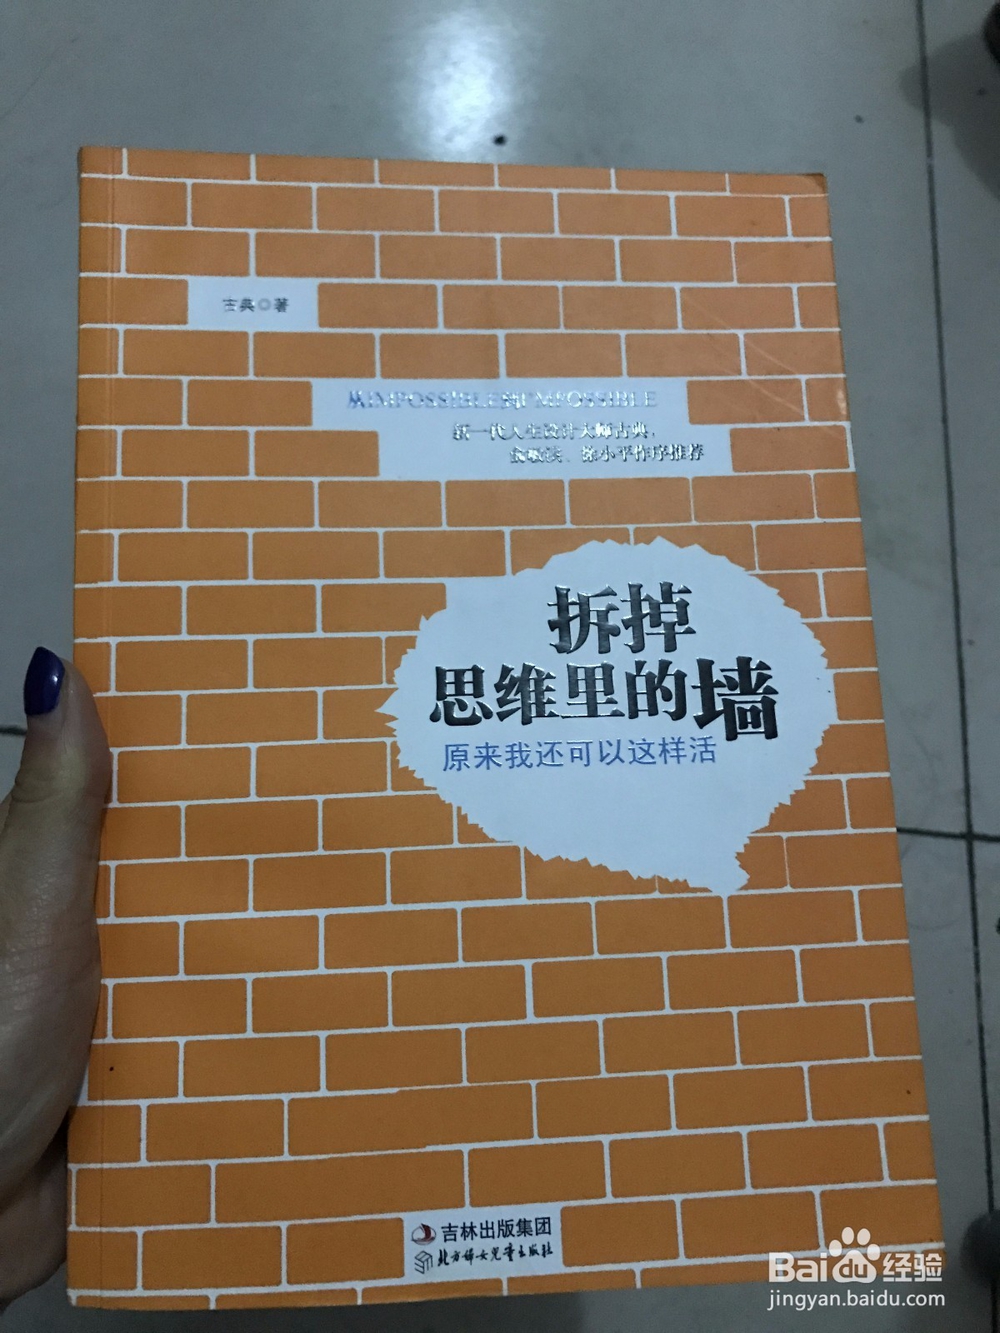 古典◎著
从IMPOSSIBLE到I'MPOSSIBLE
新一代人生设计大师古典,
俞敏洪、徐小平作序推荐
拆掉
思维里的墙
原来我还可以这样活
吉林出版集团
北方妇女儿童出版社
Baidu经验
jingyan.baidu.com